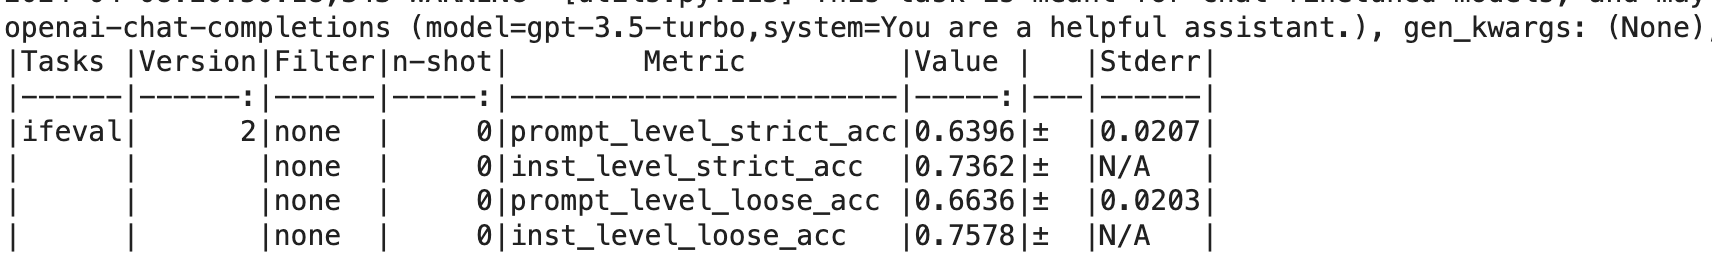 openai-chat-completions (model=gpt-3.5-turbo,system=You are a helpful assistant.), gen_kwargs: (None),
|Tasks |Version|Filter|n-shot|        Metric         |Value |   |Stderr|
|------|------:|------|-----:|-----------------------|-----:|---|------|
|ifeval|      2|none  |     0|prompt_level_strict_acc|0.6396|±  |0.0207|
|      |       |none  |     0|inst_level_strict_acc  |0.7362|±  |N/A   |
|      |       |none  |     0|prompt_level_loose_acc |0.6636|±  |0.0203|
|      |       |none  |     0|inst_level_loose_acc   |0.7578|±  |N/A   |